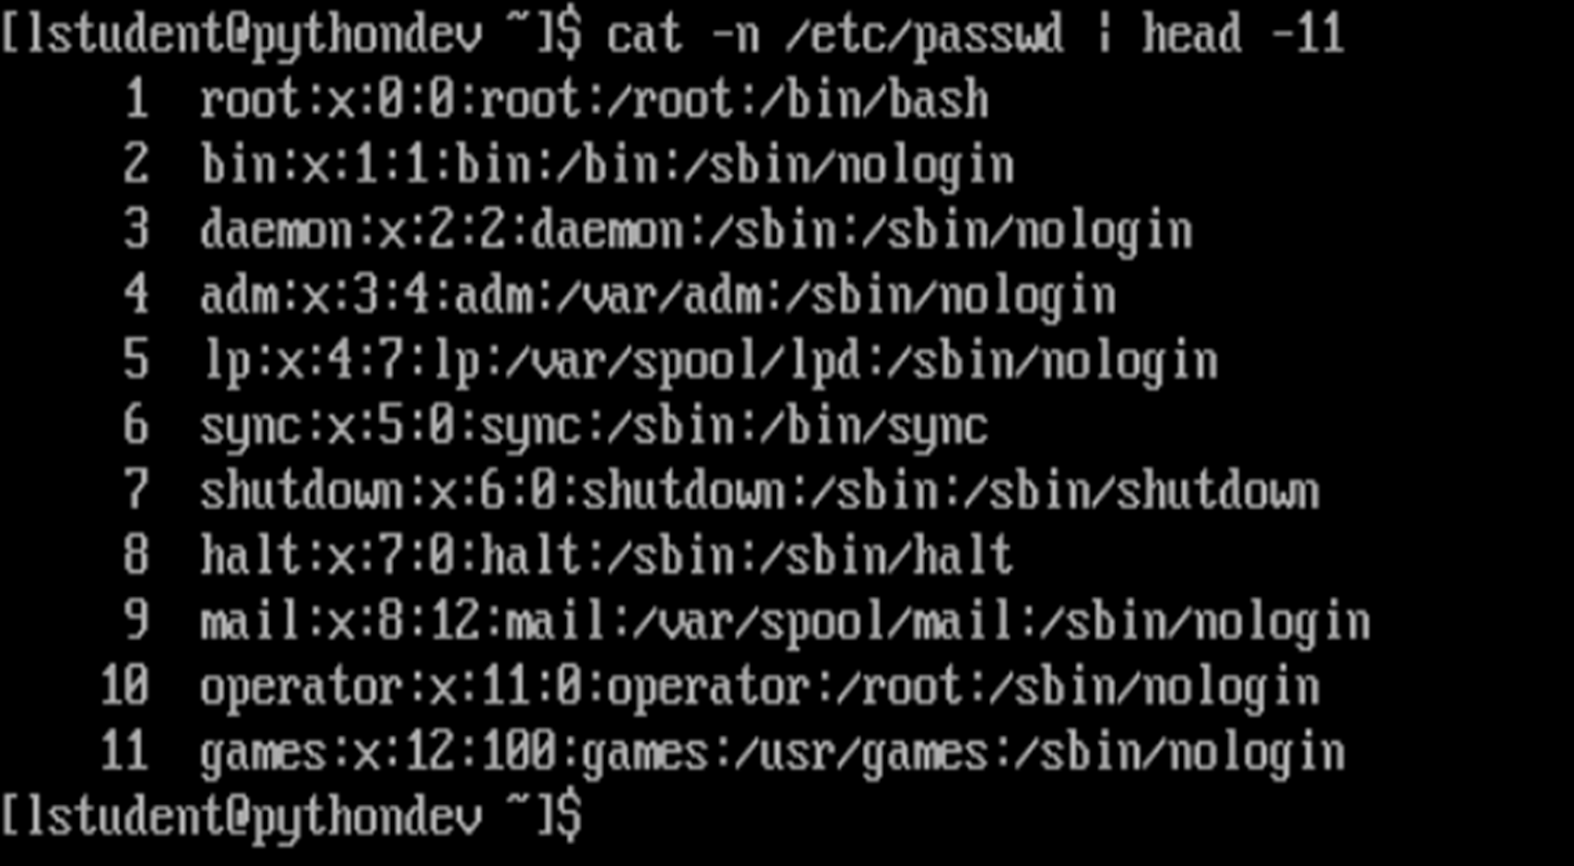 [lstudent@pythondev ~]$ cat -n /etc/passwd | head -11
     1  root:x:0:0:root:/root:/bin/bash
     2  bin:x:1:1:bin:/bin:/sbin/nologin
     3  daemon:x:2:2:daemon:/sbin:/sbin/nologin
     4  adm:x:3:4:adm:/var/adm:/sbin/nologin
     5  lp:x:4:7:lp:/var/spool/lpd:/sbin/nologin
     6  sync:x:5:0:sync:/sbin:/bin/sync
     7  shutdown:x:6:0:shutdown:/sbin:/sbin/shutdown
     8  halt:x:7:0:halt:/sbin:/sbin/halt
     9  mail:x:8:12:mail:/var/spool/mail:/sbin/nologin
    10  operator:x:11:0:operator:/root:/sbin/nologin
    11  games:x:12:100:games:/usr/games:/sbin/nologin
[lstudent@pythondev ~]$